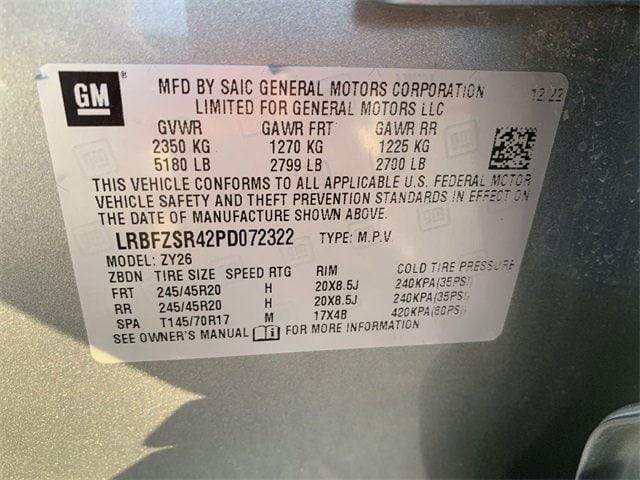 GM
MFD BY SAIC GENERAL MOTORS CORPORATION 12/22
LIMITED FOR GENERAL MOTORS LLC
GVWR GAWR FRT GAWR RR
2350 KG 1270 KG 1225 KG
5180 LB 2799 LB 2700 LB
THIS VEHICLE CONFORMS TO ALL APPLICABLE U.S. FEDERAL MOTOR
VEHICLE SAFETY AND THEFT PREVENTION STANDARDS IN EFFECT ON
THE DATE OF MANUFACTURE SHOWN ABOVE.
LRBFZSR42PD072322 TYPE: M.P.V.
MODEL: ZY26
ZBDN TIRE SIZE SPEED RTG RIM COLD TIRE PRESSURE
FRT 245/45R20 H 20X8.5J 240KPA(35PSI)
RR 245/45R20 H 20X8.5J 240KPA(35PSI)
SPA T145/70R17 M 17X4B 420KPA(60PSI)
SEE OWNER'S MANUAL FOR MORE INFORMATION.